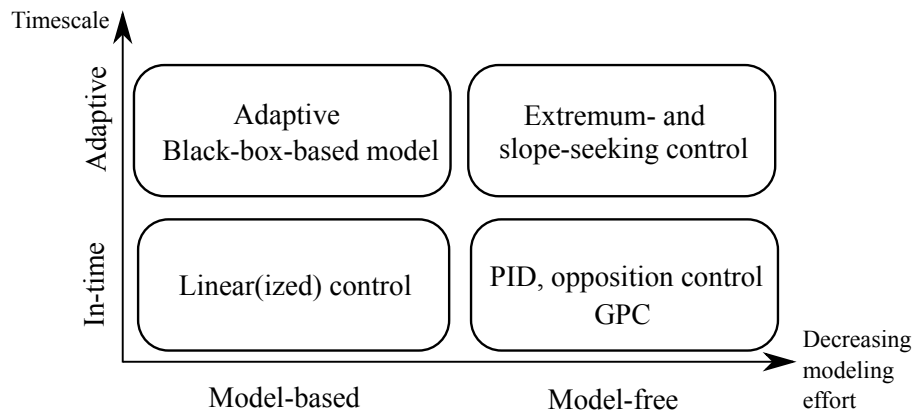 Timescale
Adaptive
Adaptive
Black-box-based model
Extremum- and
slope-seeking control
In-time
Linear(ized) control
PID, opposition control
GPC
Decreasing
modeling
effort
Model-based
Model-free